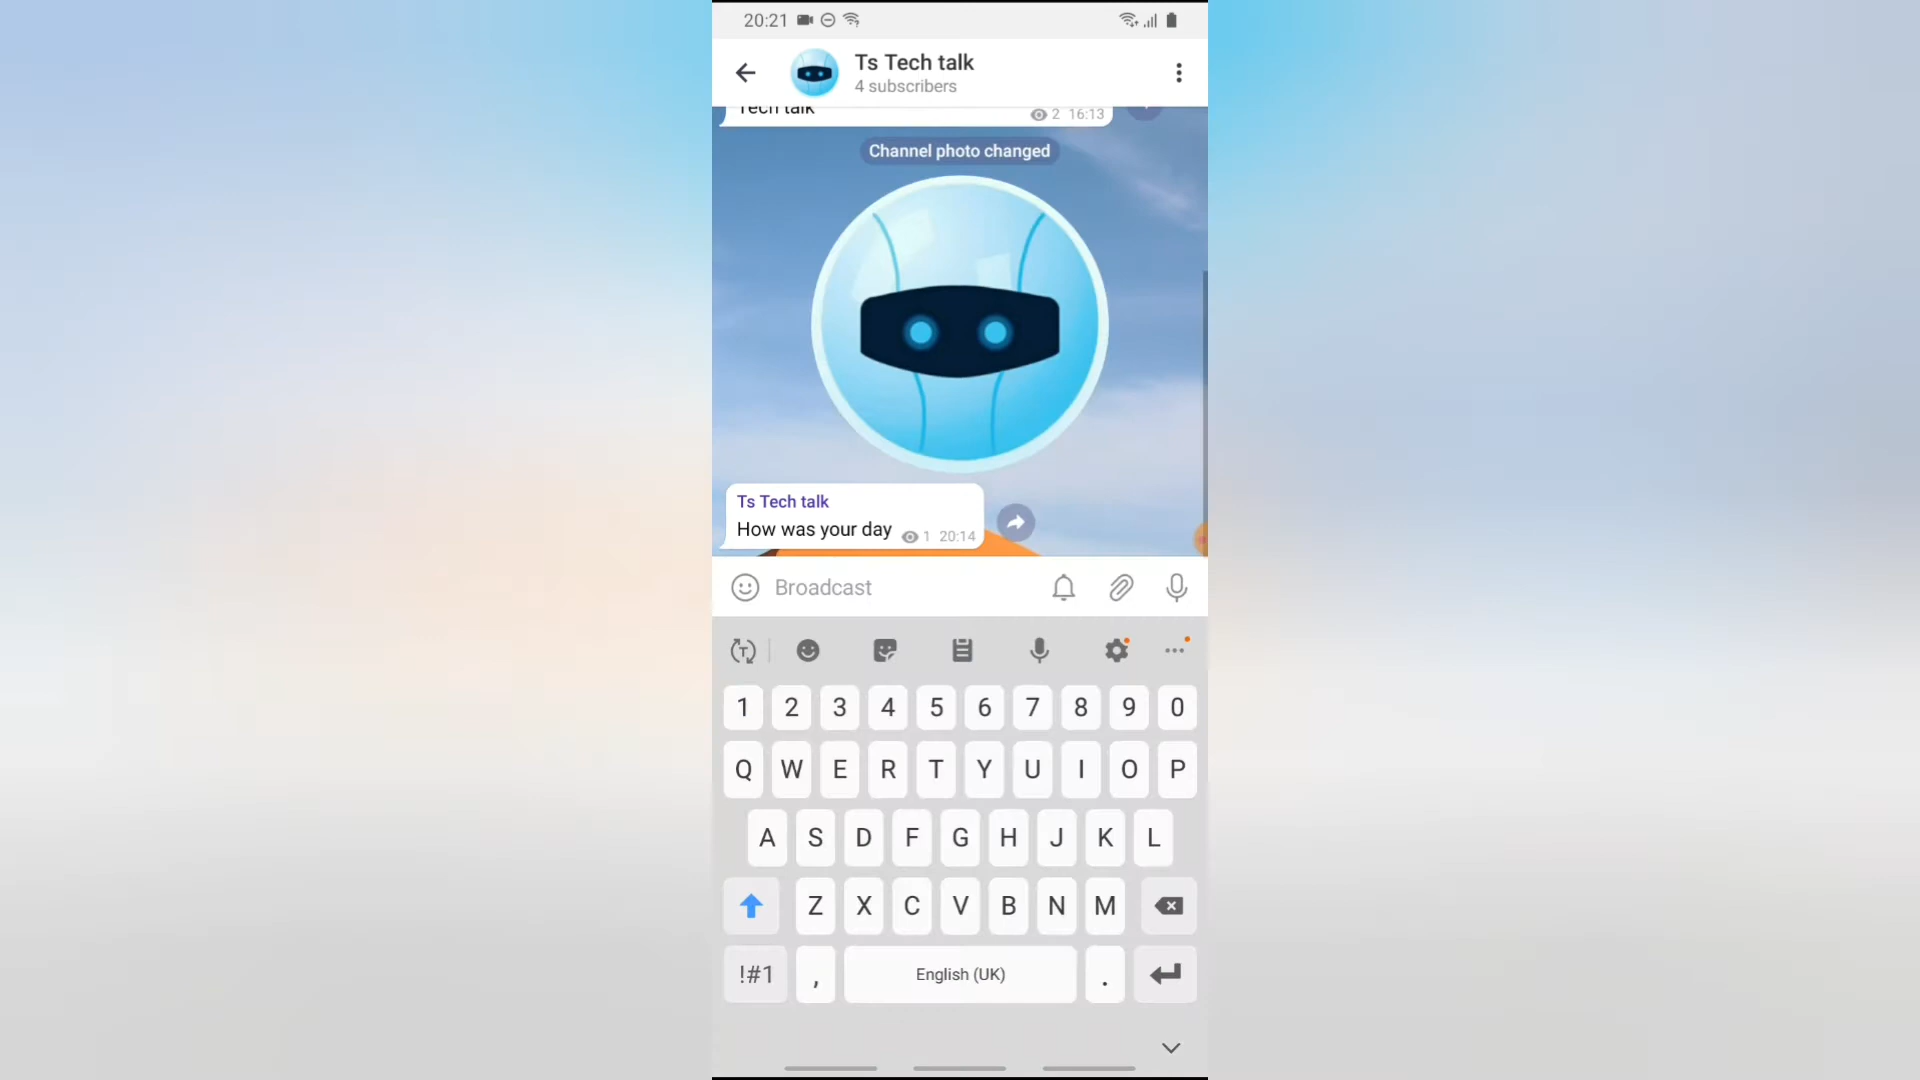 20:21
Ts Tech talk
4 subscribers
Tech talk
2 16:13
Channel photo changed
Ts Tech talk
How was your day 1 20:14
Broadcast
1 2 3 4 5 6 7 8 9 0
Q W E R T Y U I O P
A S D F G H J K L
Z X C V B N M
!#1 , English (UK) .